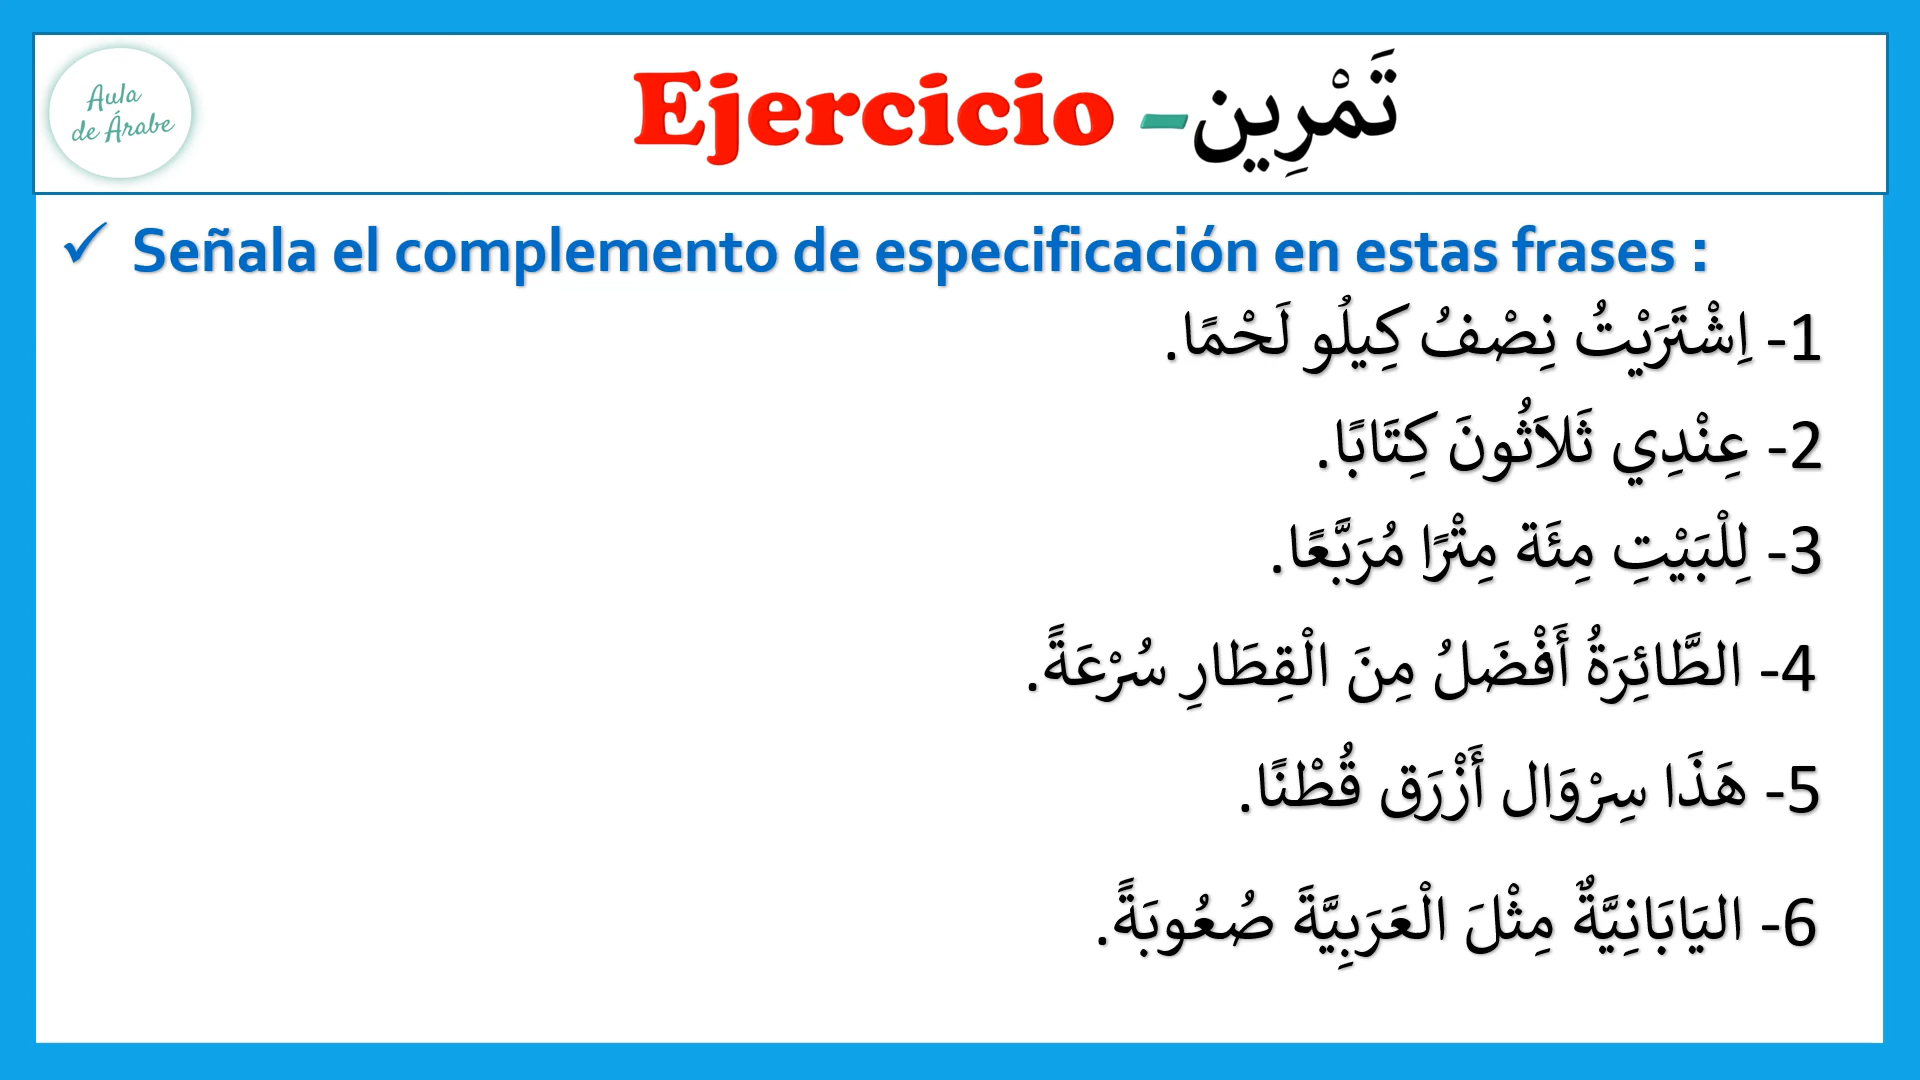 Aula
de Árabe
Ejercicio - تَمْرِين
✓ Señala el complemento de especificación en estas frases :
1- اِشْتَرَيْتُ نِصْفُ كِيلُو لَحْمًا.
2- عِنْدِي ثَلاَثُونَ كِتَابًا.
3- لِلْبَيْتِ مِئَة مِتْرًا مُرَبَّعًا.
4- الطَّائِرَةُ أَفْضَلُ مِنَ الْقِطَارِ سُرْعَةً.
5- هَذَا سِرْوَال أَزْرَق قُطْنًا.
6- اليَابَانِيَّةٌ مِثْلَ الْعَرَبِيَّةَ صُعُوبَةً.